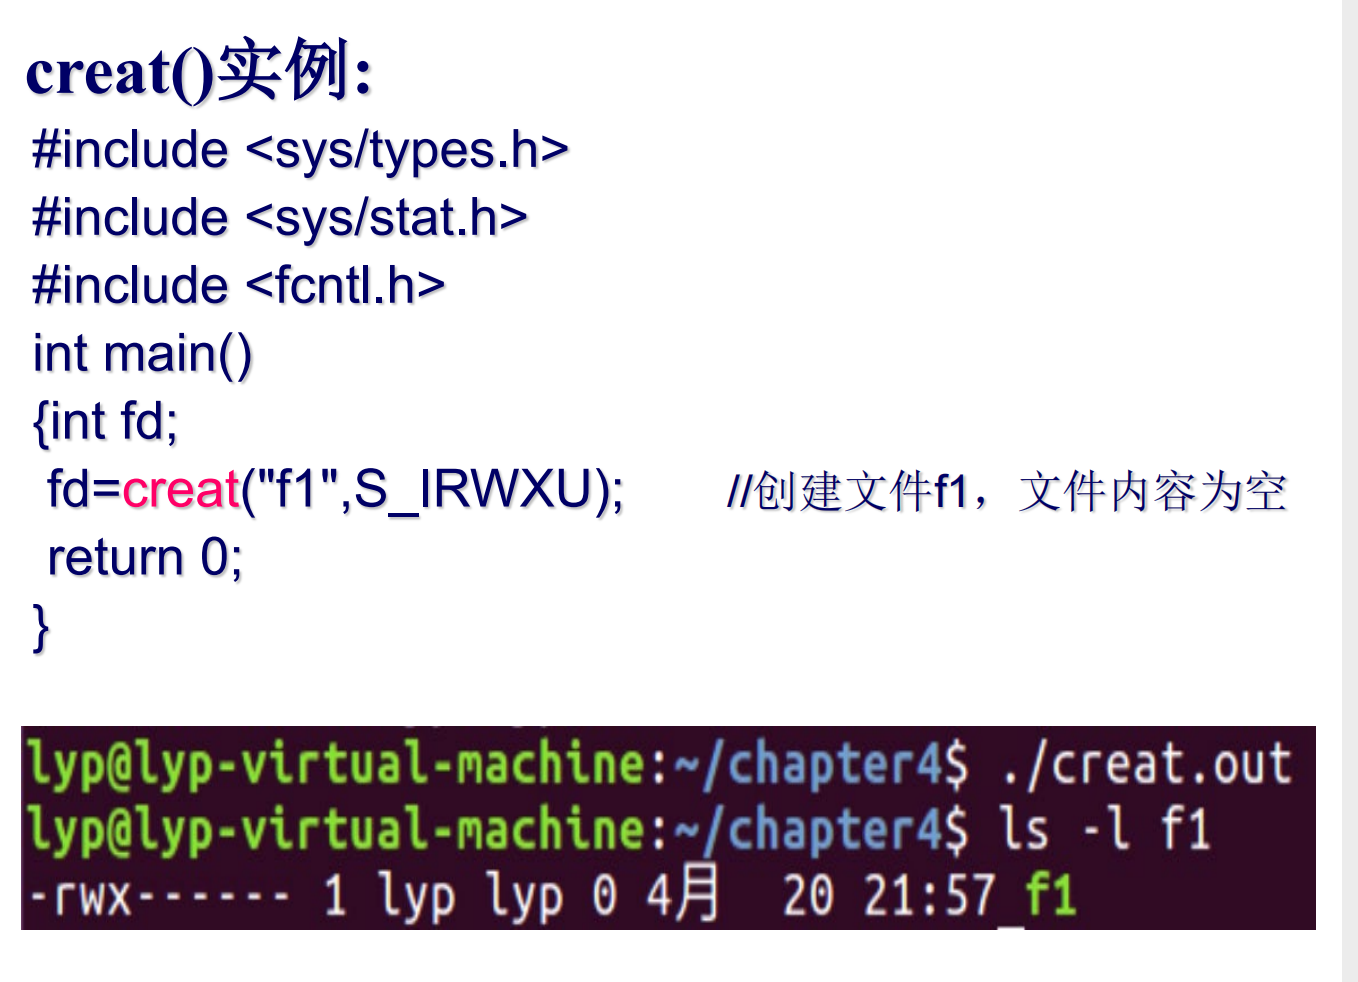 creat()实例:
#include <sys/types.h>
#include <sys/stat.h>
#include <fcntl.h>
int main()
{int fd;
fd=creat("f1",S_IRWXU); //创建文件f1，文件内容为空
return 0;
}
lyp@lyp-virtual-machine:~/chapter4$ ./creat.out
lyp@lyp-virtual-machine:~/chapter4$ ls -l f1
-rwx------ 1 lyp lyp 0 4月 20 21:57 f1